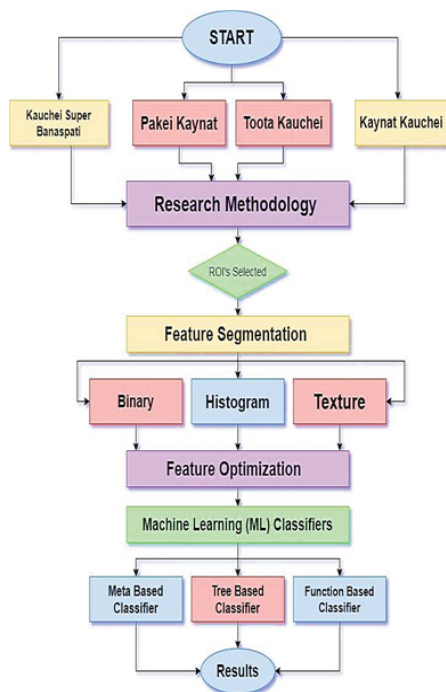 START
Kauchei Super
Banaspati
Pakei Kaynat
Toota Kauchei
Kaynat Kauchei
Research Methodology
ROI's Selected
Feature Segmentation
Binary
Histogram
Texture
Feature Optimization
Machine Learning (ML) Classifiers
Meta Based
Classifier
Tree Based
Classifier
Function Based
Classifier
Results